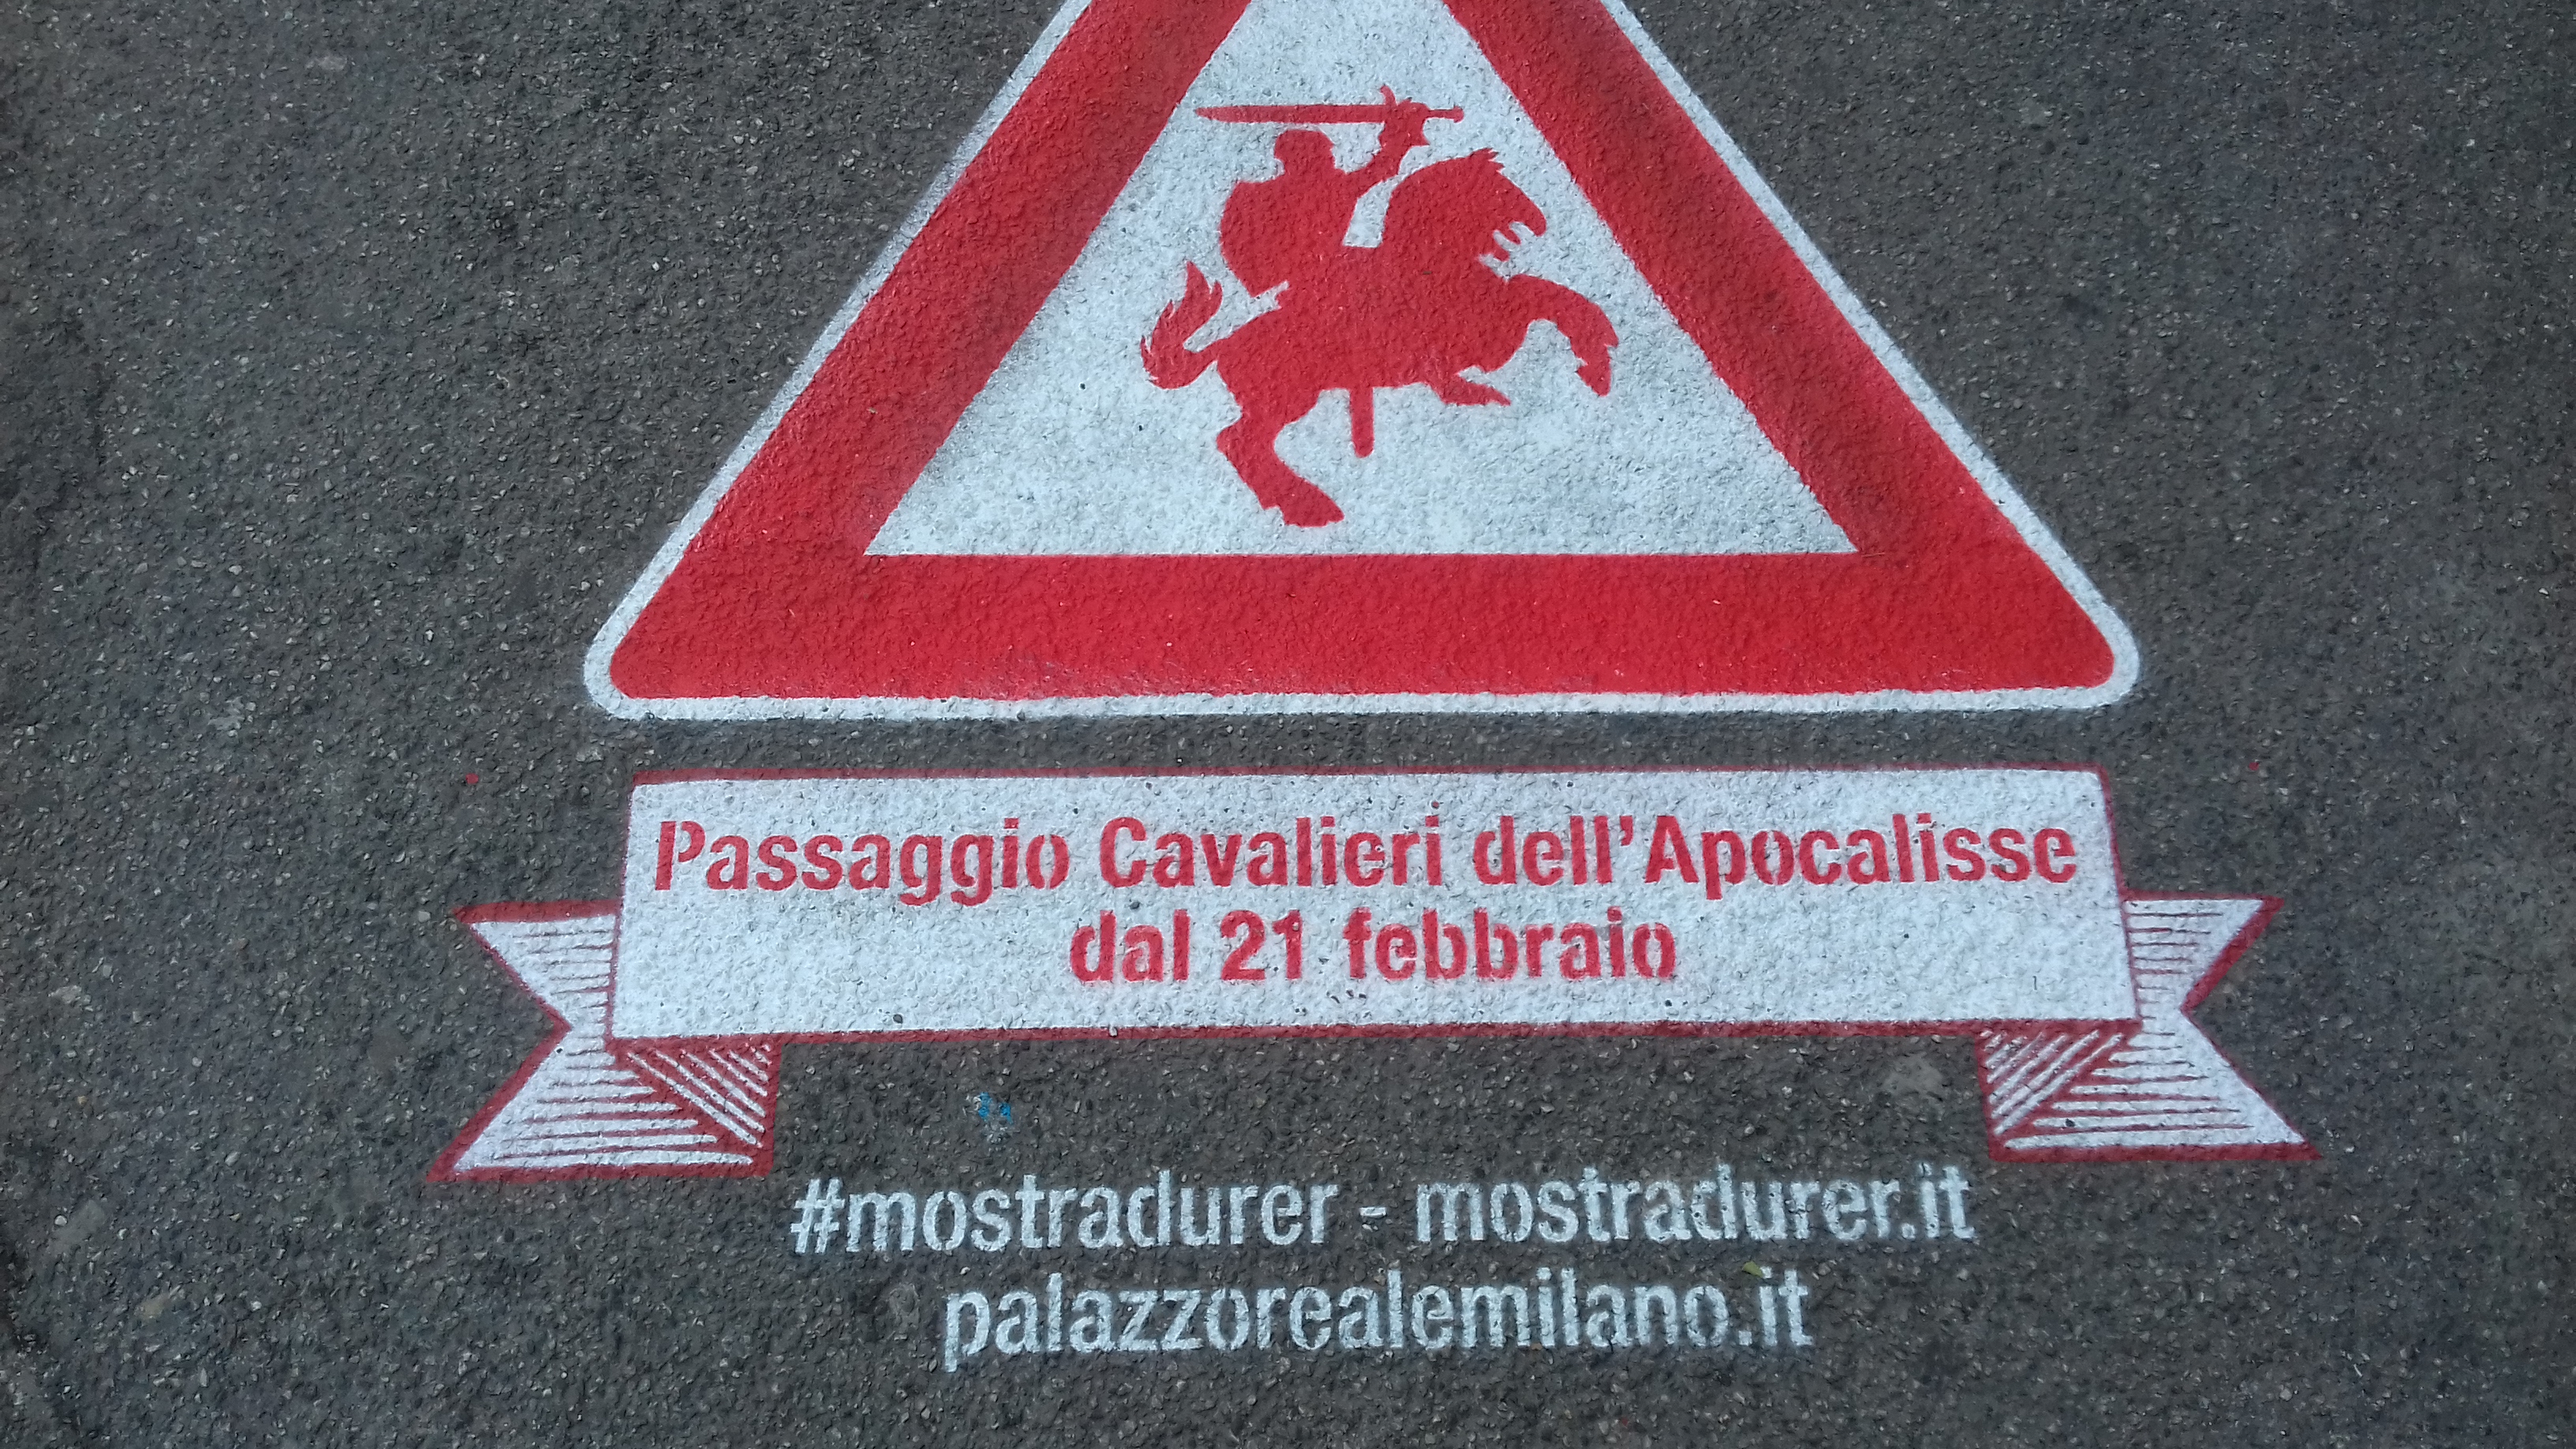 Passaggio Cavalieri dell'Apocalisse
dal 21 febbraio
#mostradurer - mostradurer.it
palazzorealemilano.it